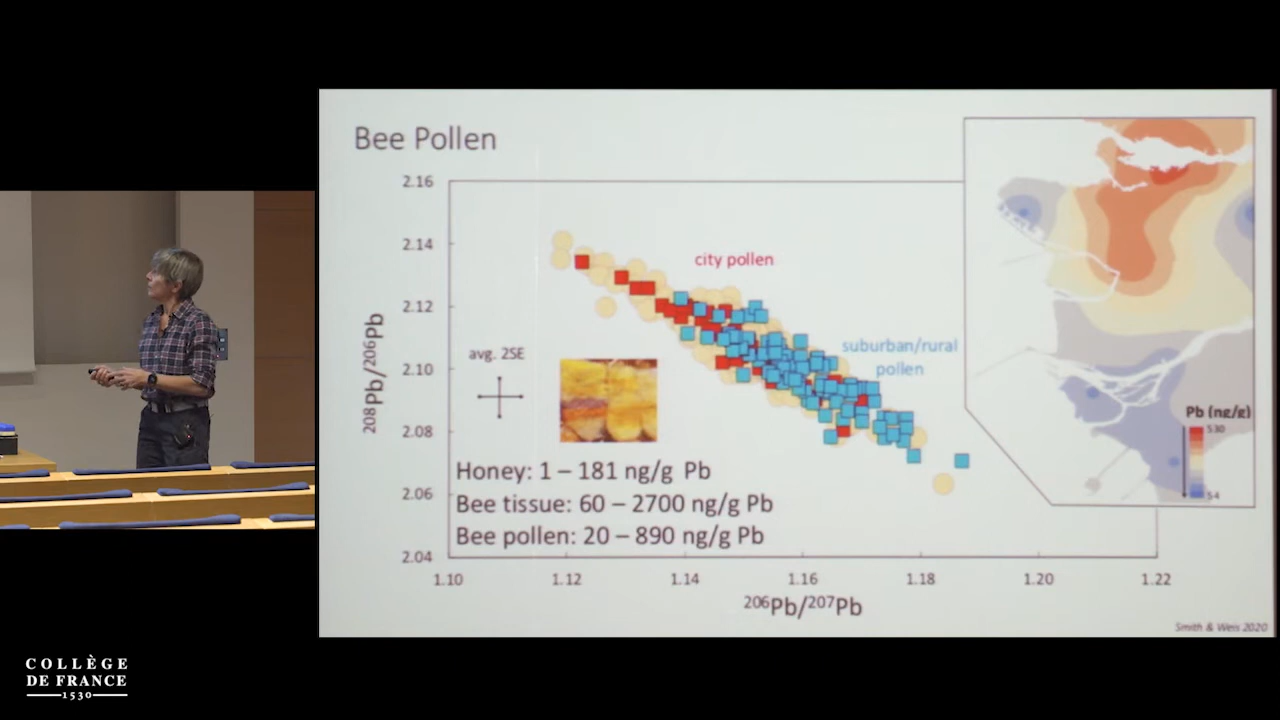 Bee Pollen
2.16
2.14
2.12
2.10
2.08
2.06
2.04
208Pb/206Pb
city pollen
suburban/rural
pollen
avg. 2SE
Honey: 1 – 181 ng/g Pb
Bee tissue: 60 – 2700 ng/g Pb
Bee pollen: 20 – 890 ng/g Pb
1.10 1.12 1.14 1.16 1.18 1.20 1.22
206Pb/207Pb
Pb (ng/g)
530
54
Smith & Weis 2020
COLLÈGE
DE FRANCE
1530